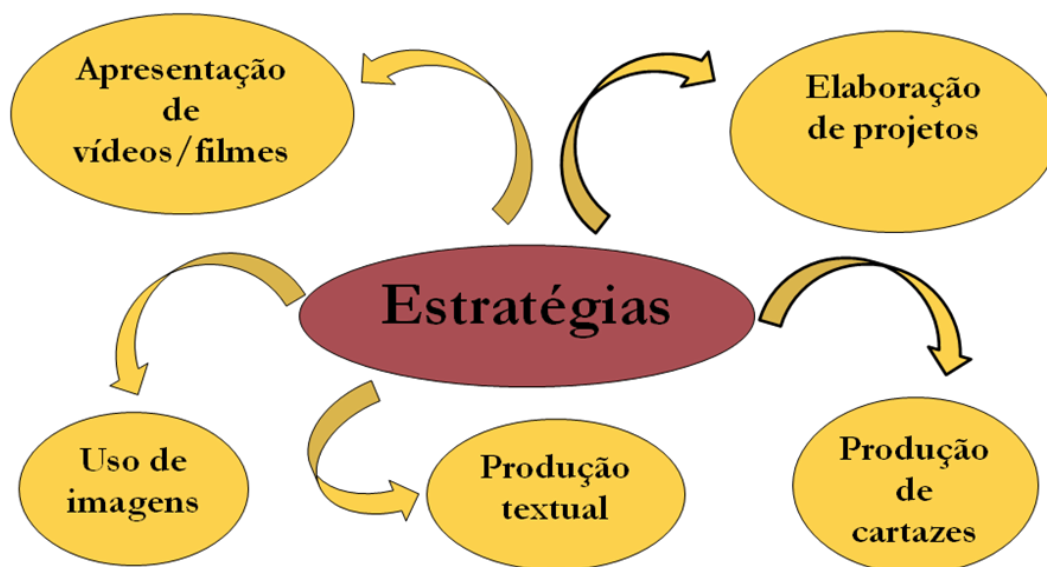 Apresentação
de
vídeos/filmes
Elaboração
de projetos
Estratégias
Uso de
imagens
Produção
textual
Produção
de
cartazes